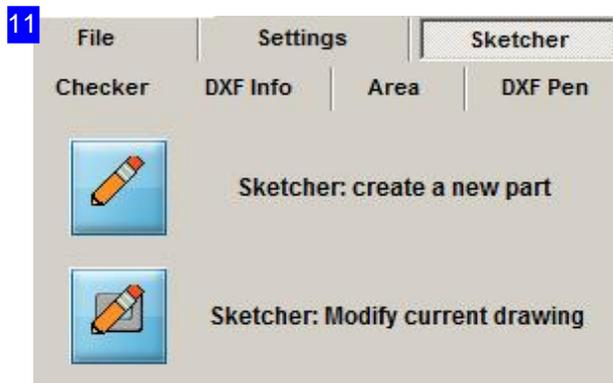 11
File Settings Sketcher
Checker DXF Info Area DXF Pen
Sketcher: create a new part
Sketcher: Modify current drawing